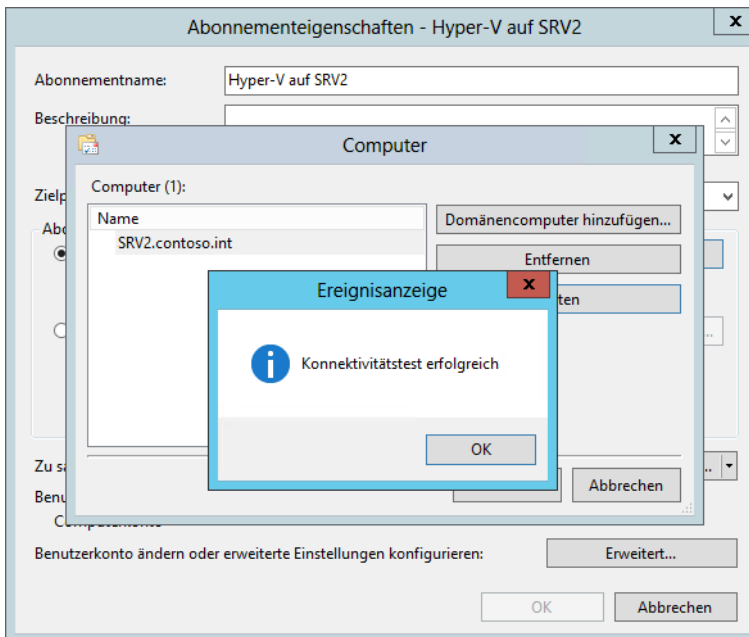 Abonnementeigenschaften - Hyper-V auf SRV2
x
Abonnementname:
Hyper-V auf SRV2
Beschreibung:
Computer
x
Computer (1):
Name
SRV2.contoso.int
Domänencomputer hinzufügen...
Entfernen
Ereignisanzeige
x
Konnektivitätstest erfolgreich
OK
Abbrechen
Benutzerkonto ändern oder erweiterte Einstellungen konfigurieren:
Erweitert...
OK
Abbrechen